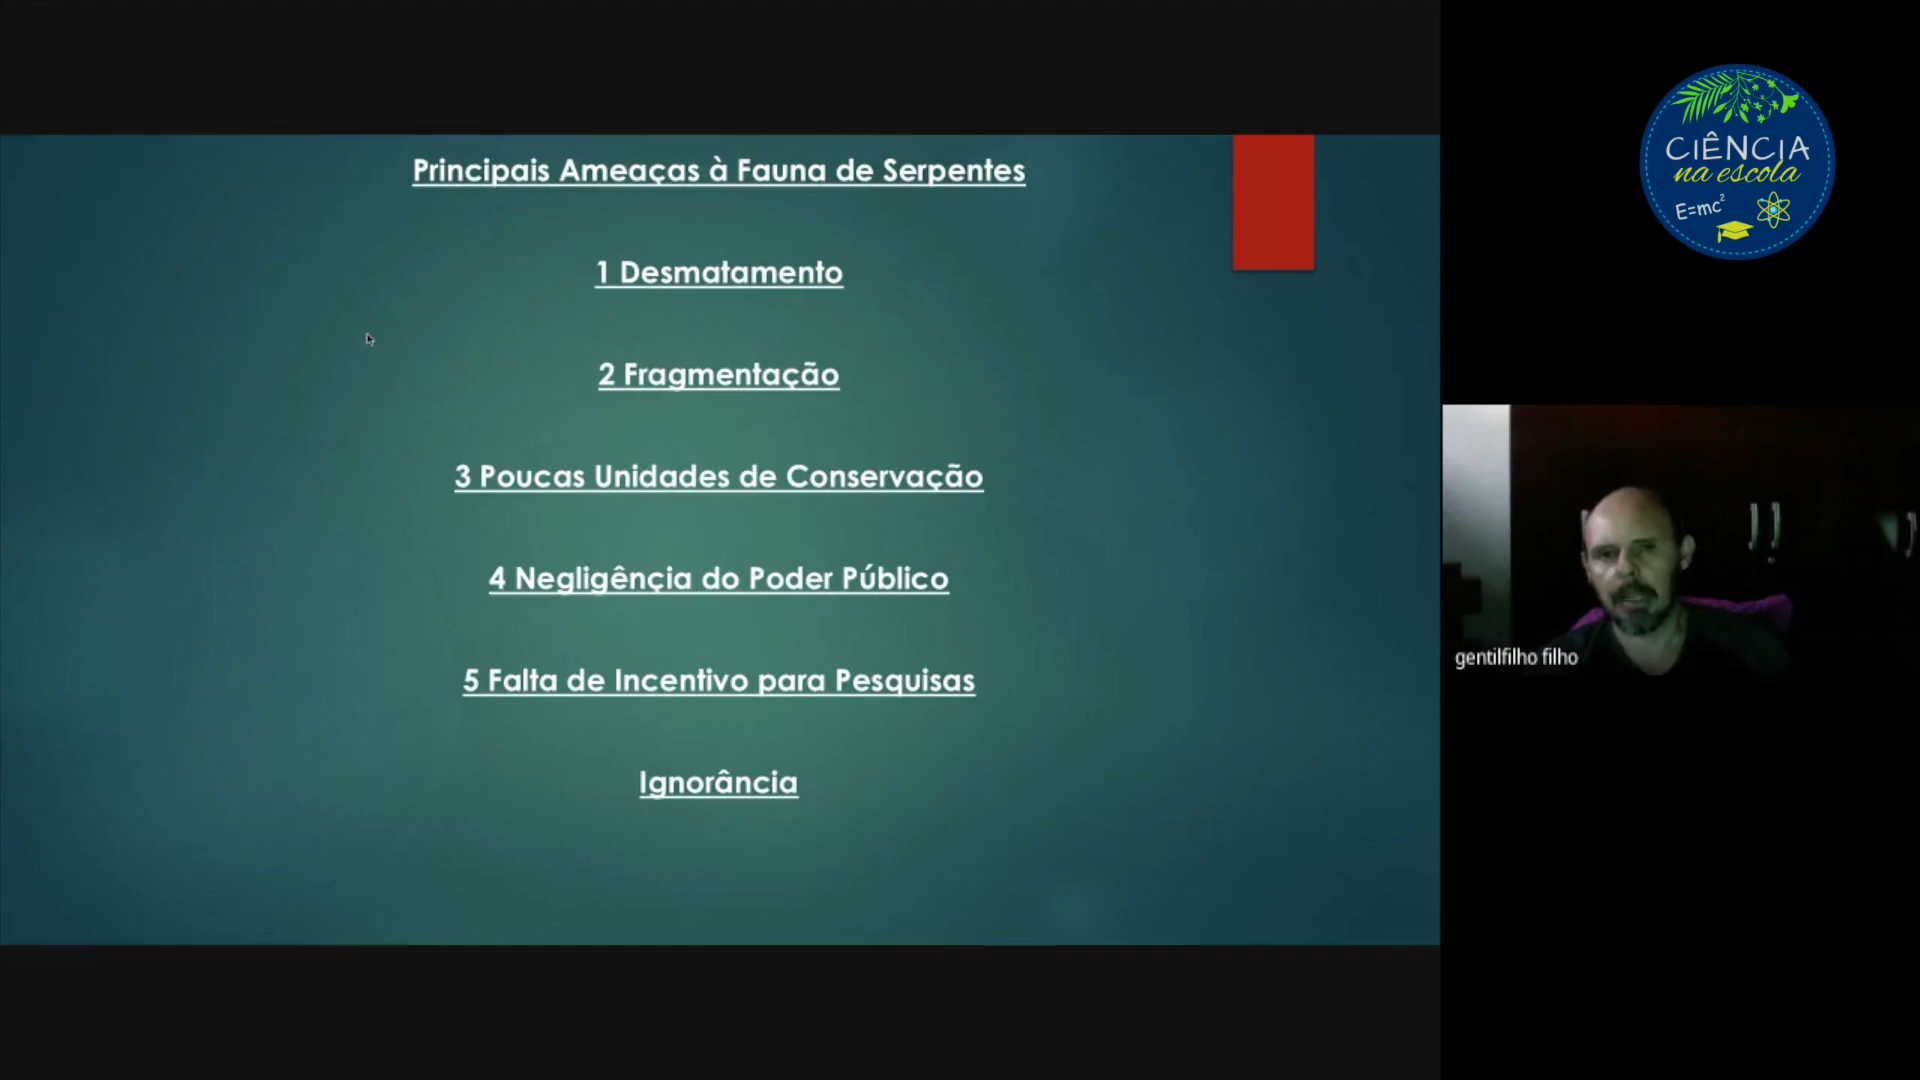 Principais Ameaças à Fauna de Serpentes
1 Desmatamento
2 Fragmentação
3 Poucas Unidades de Conservação
4 Negligênçia do Poder Público
5 Falta de Incentivo para Pesquisas
Ignorância
CIÊNCIA
na escola
E=mc²
gentilfilho filho